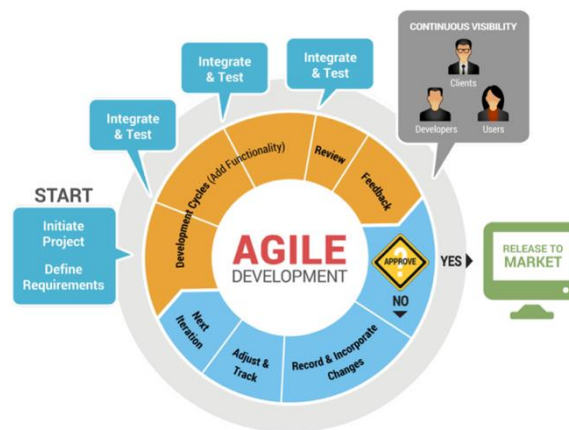 START
Initiate
Project
Define
Requirements
Integrate
& Test
Integrate
& Test
Integrate
& Test
CONTINUOUS VISIBILITY
Clients
Developers
Users
Development Cycles (Add Functionality)
Review
Feedback
APPROVE
YES
RELEASE TO
MARKET
NO
Record & Incorporate
Changes
Adjust &
Track
Next
Iteration
AGILE
DEVELOPMENT